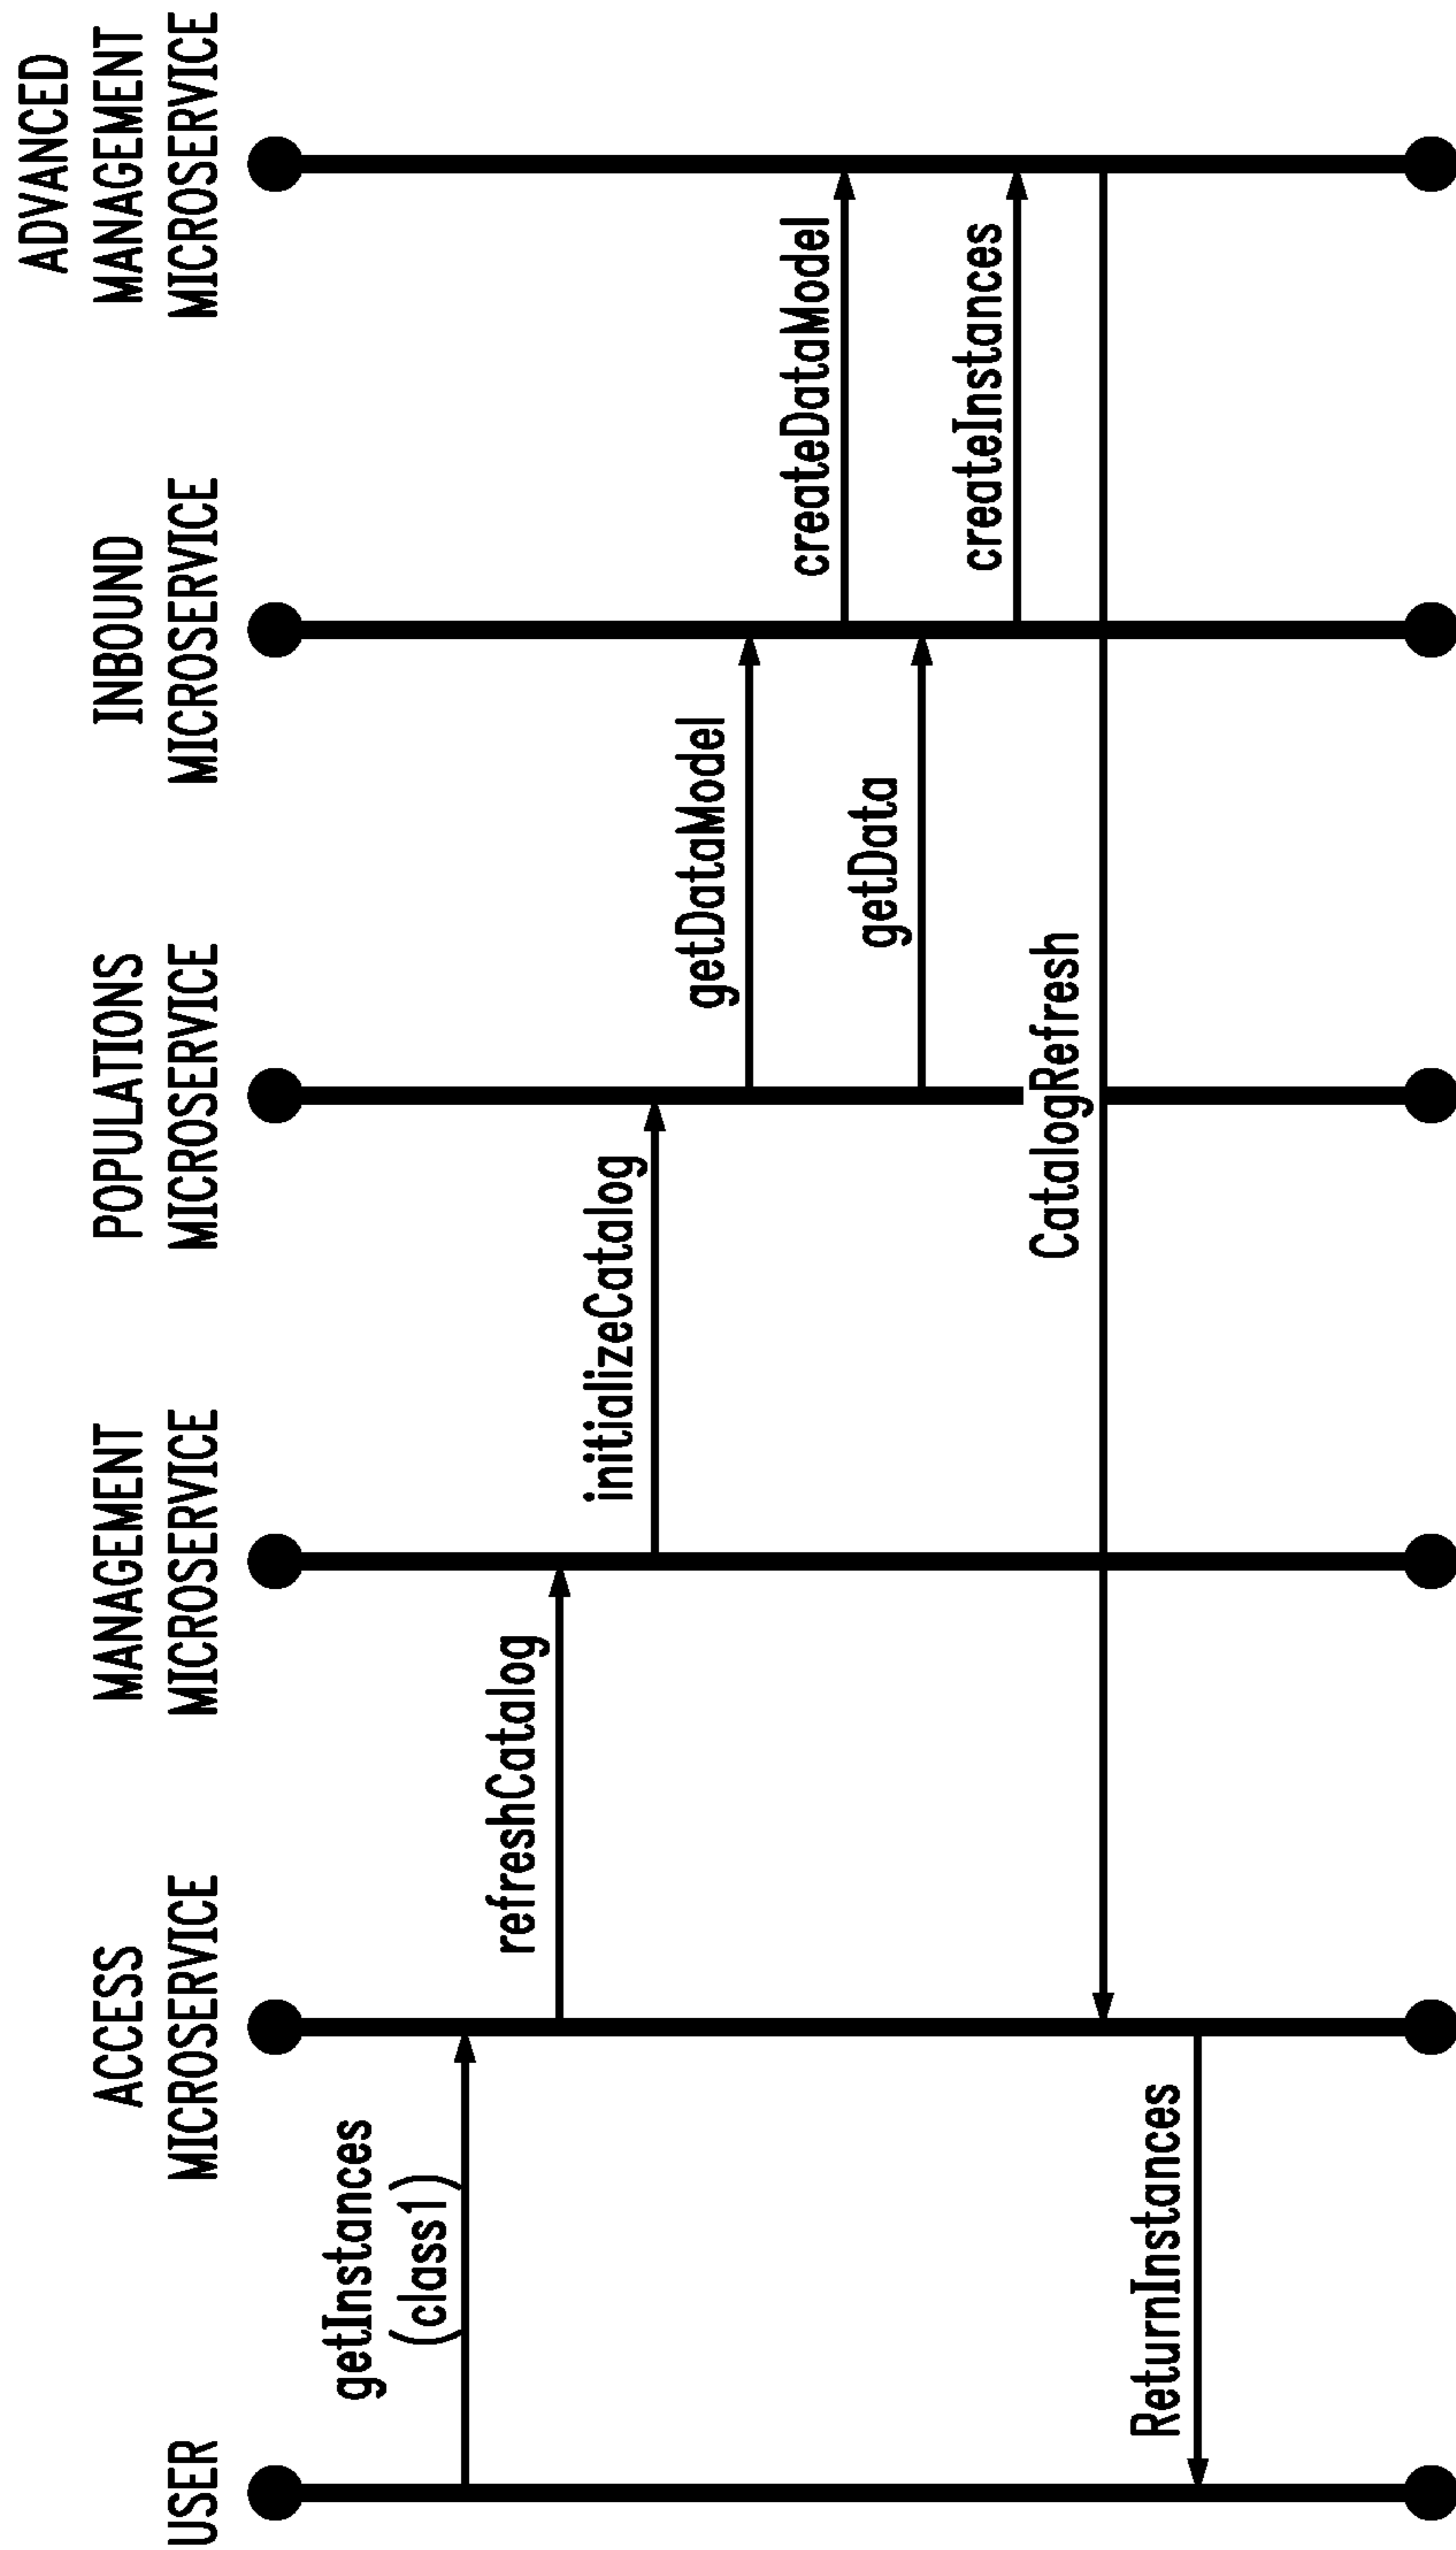 USER
ACCESS
MICROSERVICE
MANAGEMENT
MICROSERVICE
POPULATIONS
MICROSERVICE
INBOUND
MICROSERVICE
ADVANCED
MANAGEMENT
MICROSERVICE
getInstances
(class1)
refreshCatalog
initializeCatalog
getDataModel
createDataModel
getData
createInstances
CatalogRefresh
ReturnInstances